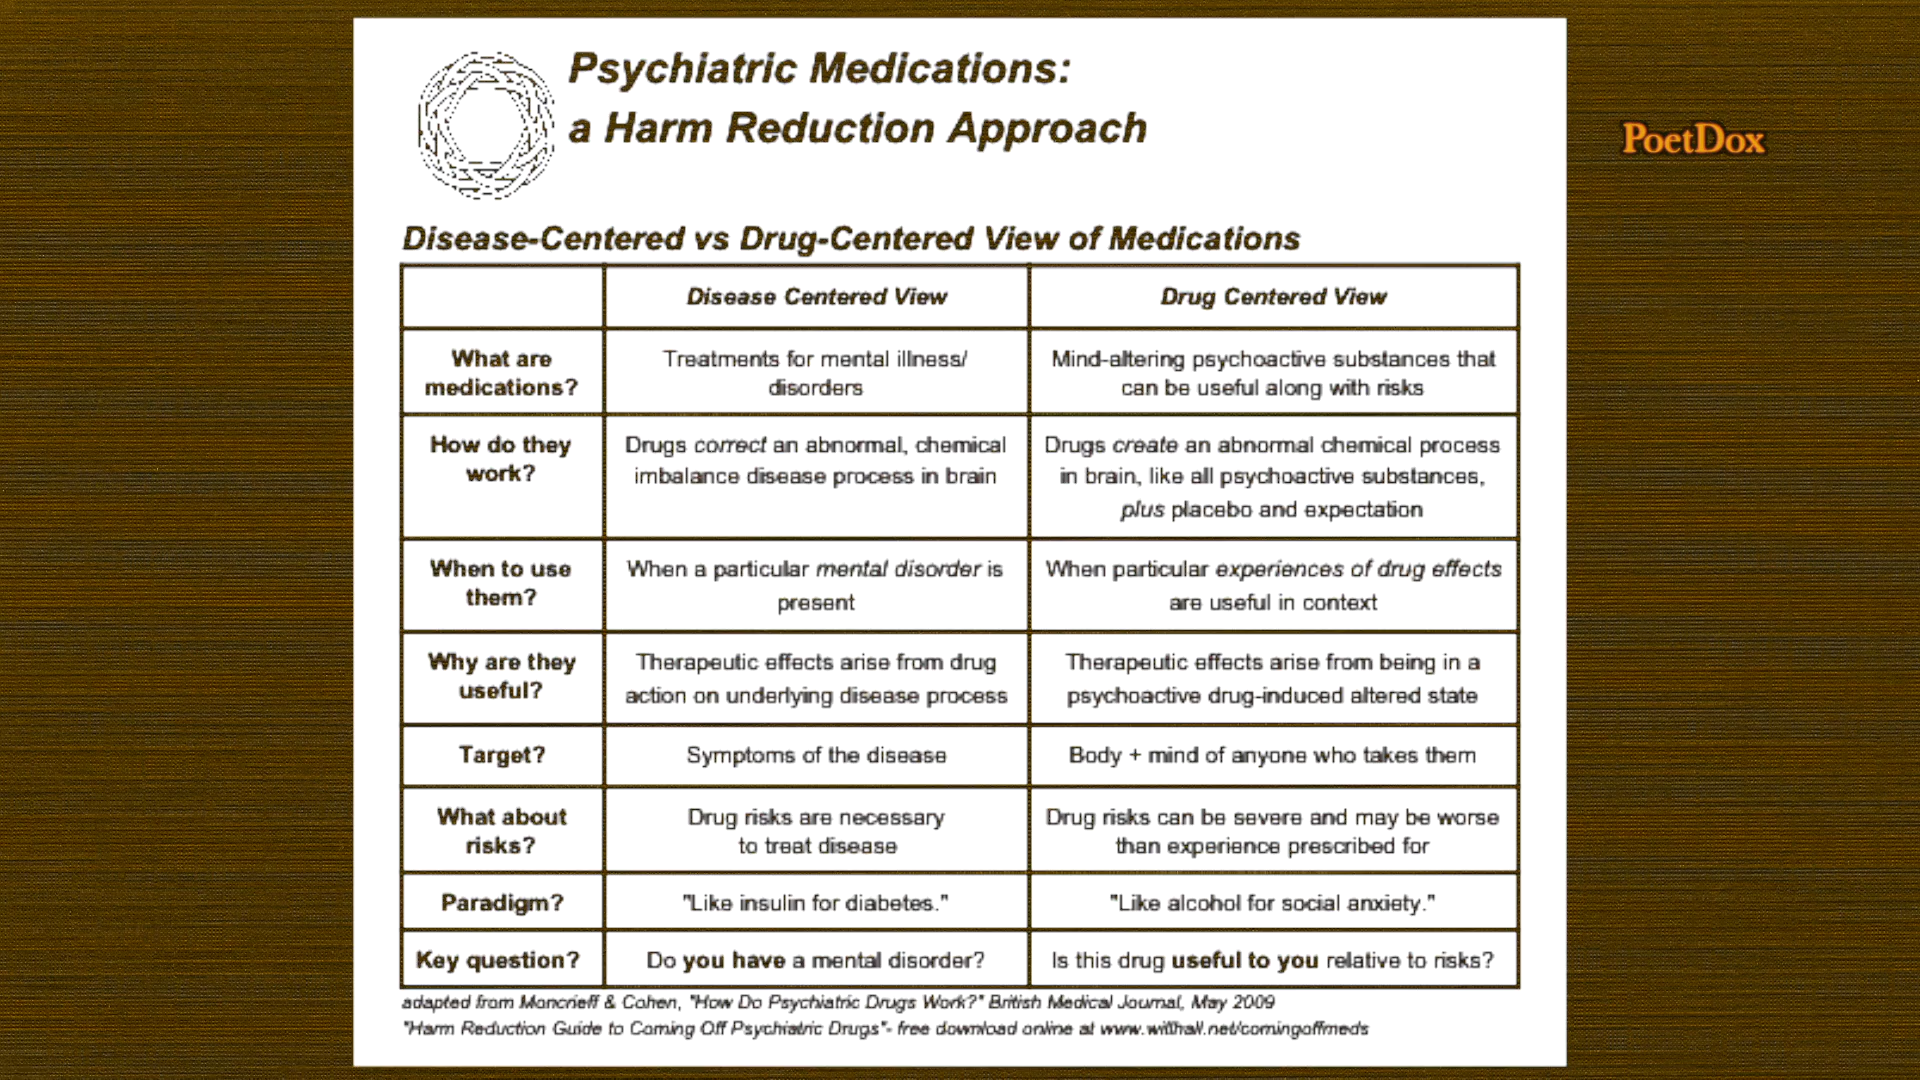 Psychiatric Medications:
a Harm Reduction Approach
PoetDox
Disease-Centered vs Drug-Centered View of Medications
Disease Centered View
Drug Centered View
What are
medications?
Treatments for mental illness/
disorders
Mind-altering psychoactive substances that
can be useful along with risks
How do they
work?
Drugs correct an abnormal, chemical
imbalance disease process in brain
Drugs create an abnormal chemical process
in brain, like all psychoactive substances,
plus placebo and expectation
When to use
them?
When a particular mental disorder is
present
When particular experiences of drug effects
are useful in context
Why are they
useful?
Therapeutic effects arise from drug
action on underlying disease process
Therapeutic effects arise from being in a
psychoactive drug-induced altered state
Target?
Symptoms of the disease
Body + mind of anyone who takes them
What about
risks?
Drug risks are necessary
to treat disease
Drug risks can be severe and may be worse
than experience prescribed for
Paradigm?
"Like insulin for diabetes."
"Like alcohol for social anxiety."
Key question?
Do you have a mental disorder?
Is this drug useful to you relative to risks?
adapted from Moncrieff & Cohen, "How Do Psychiatric Drugs Work?" British Medical Journal, May 2009
"Harm Reduction Guide to Coming Off Psychiatric Drugs"- free download online at www.willhall.net/comingoffmeds